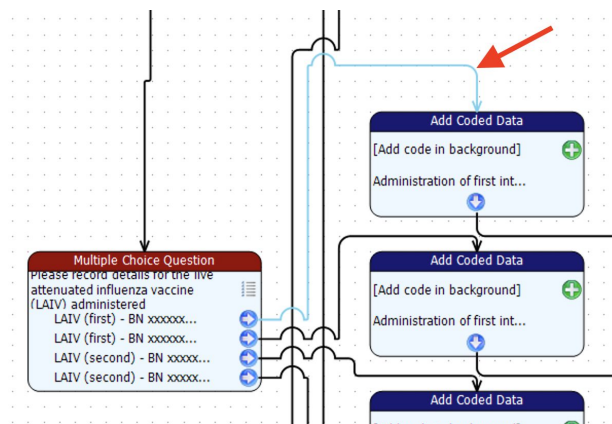 Add Coded Data
[Add code in background]
Administration of first int...
Multiple Choice Question
Please record details for the live
attenuated influenza vaccine
(LAIV) administered
LAIV (first) - BN xxxxxx...
LAIV (first) - BN xxxxxx...
LAIV (second) - BN xxxxx...
LAIV (second) - BN xxxxx...
Add Coded Data
[Add code in background]
Administration of first int...
Add Coded Data